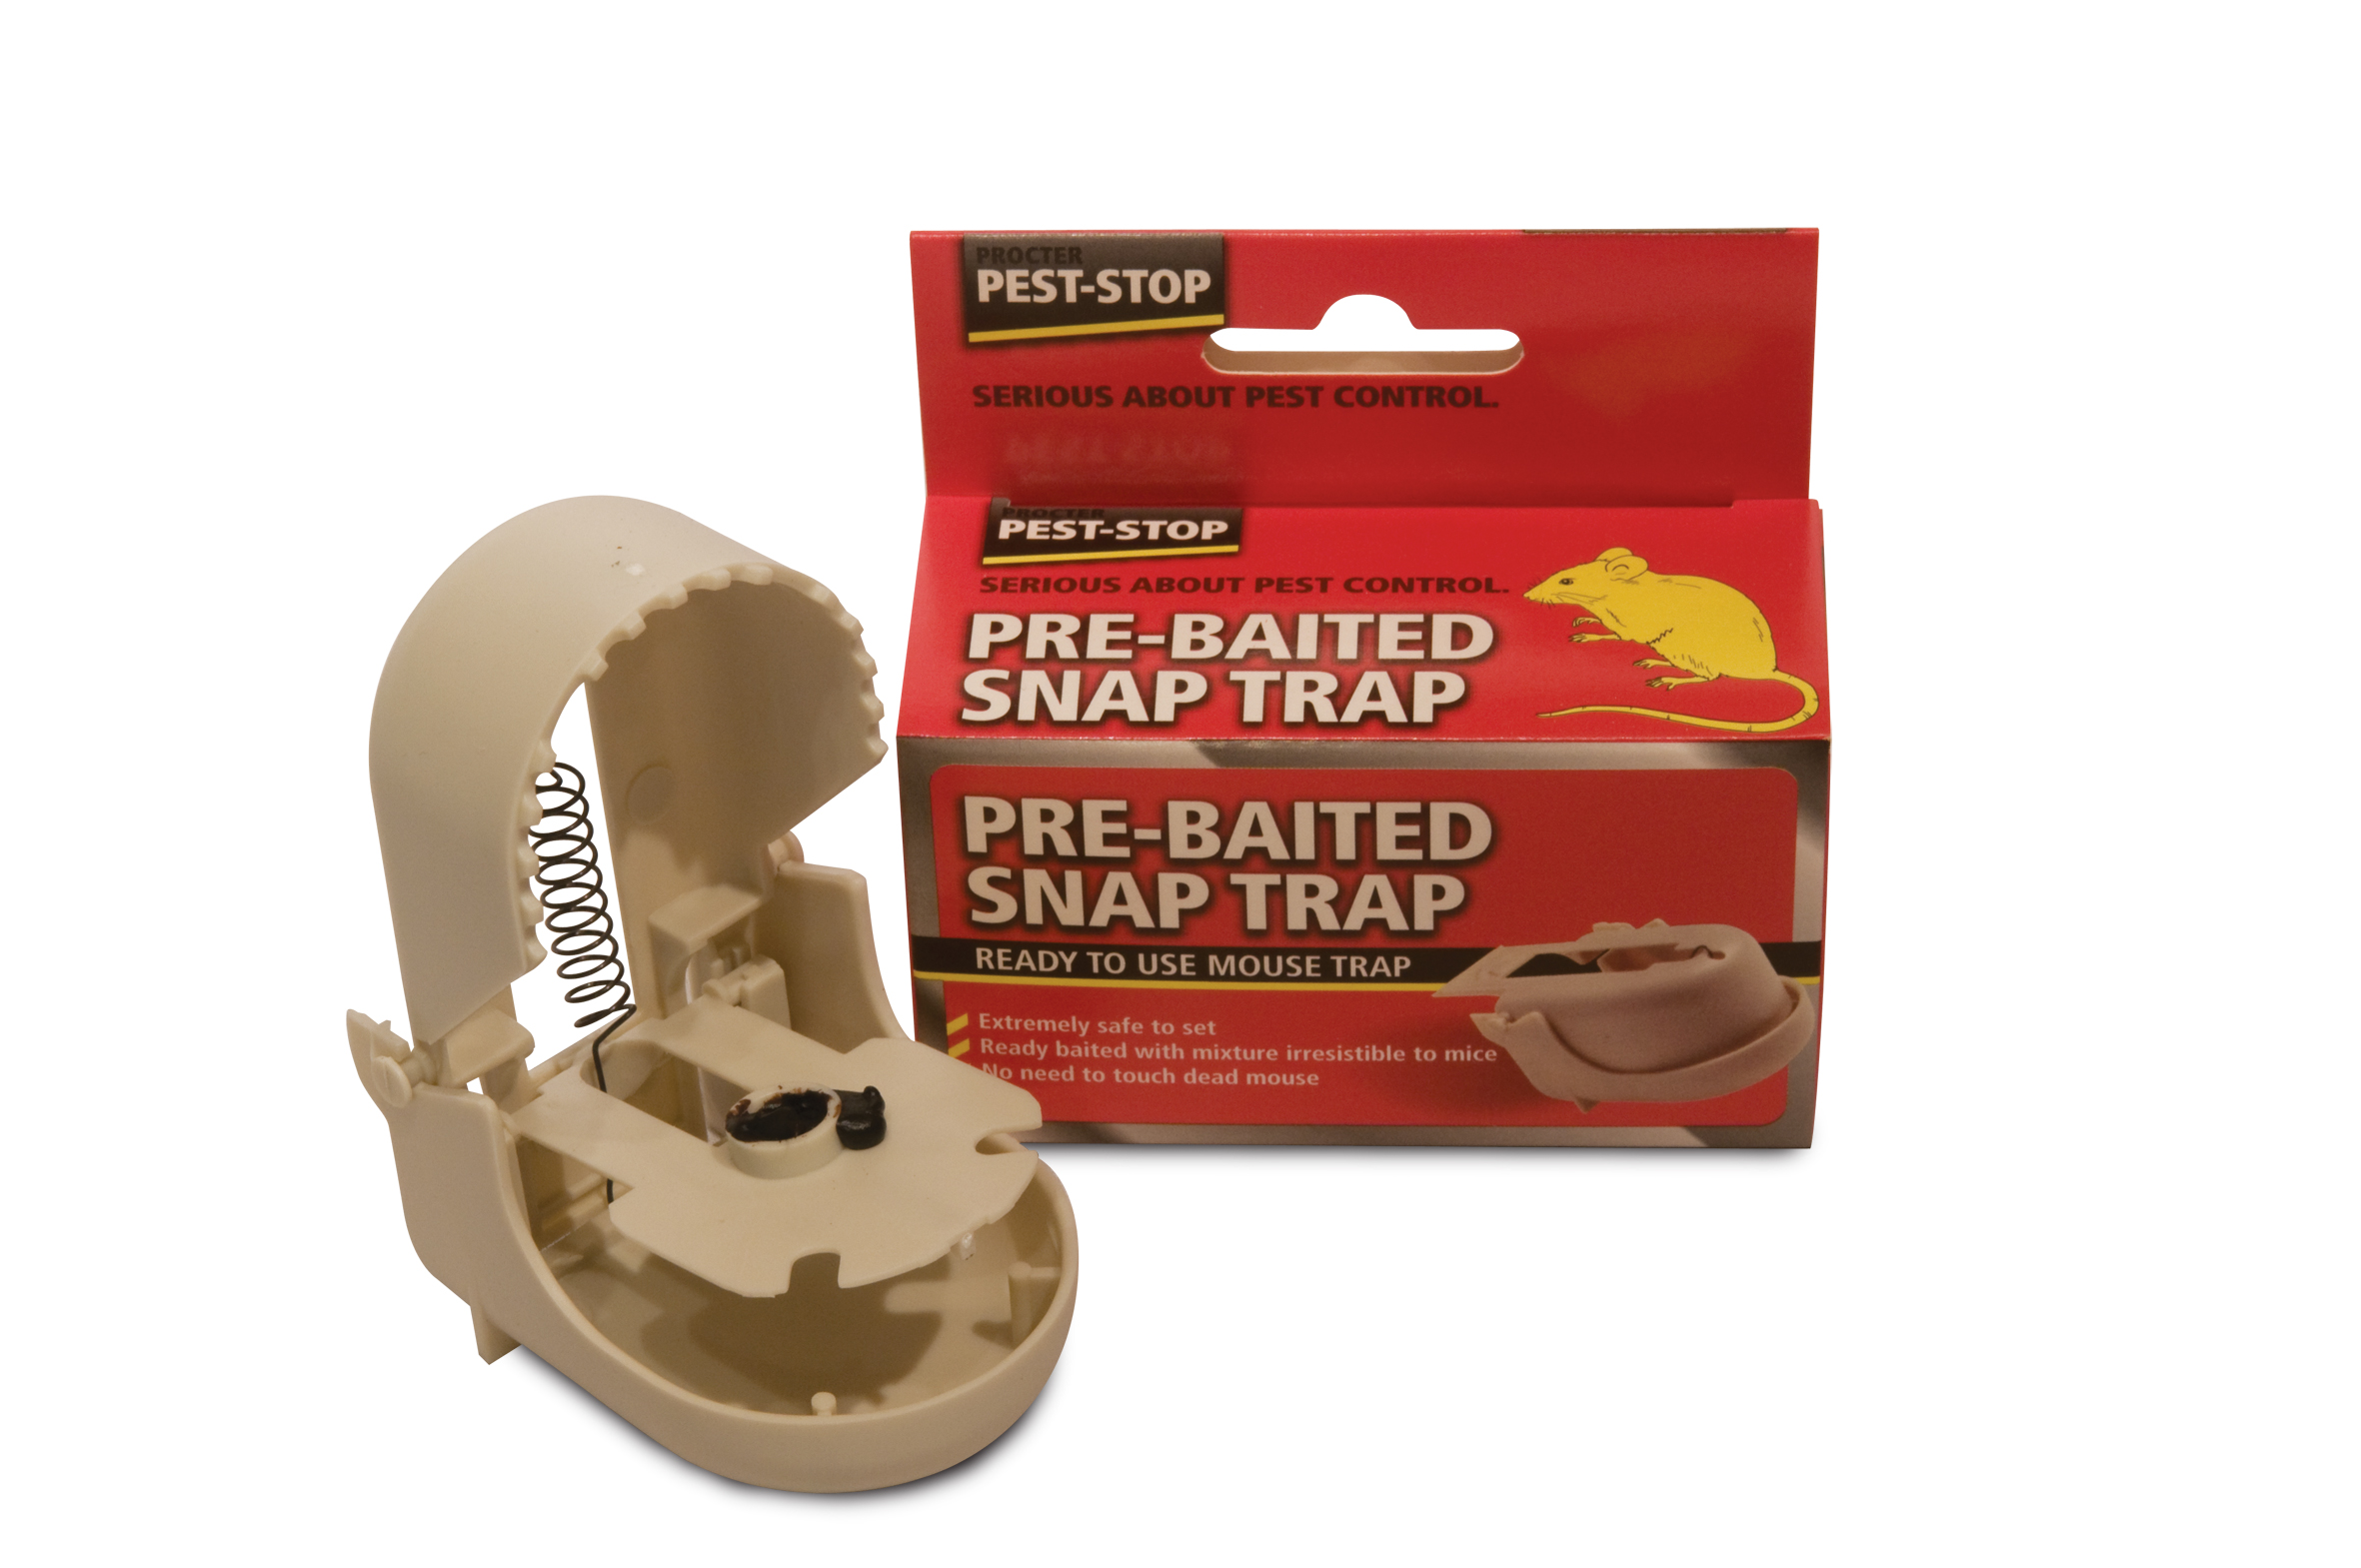 PROCTER
PEST-STOP
SERIOUS ABOUT PEST CONTROL.
PROCTER
PEST-STOP
SERIOUS ABOUT PEST CONTROL.
PRE-BAITED
SNAP TRAP
PRE-BAITED
SNAP TRAP
READY TO USE MOUSE TRAP
Extremely safe to set
Ready baited with mixture irresistible to mice
No need to touch dead mouse